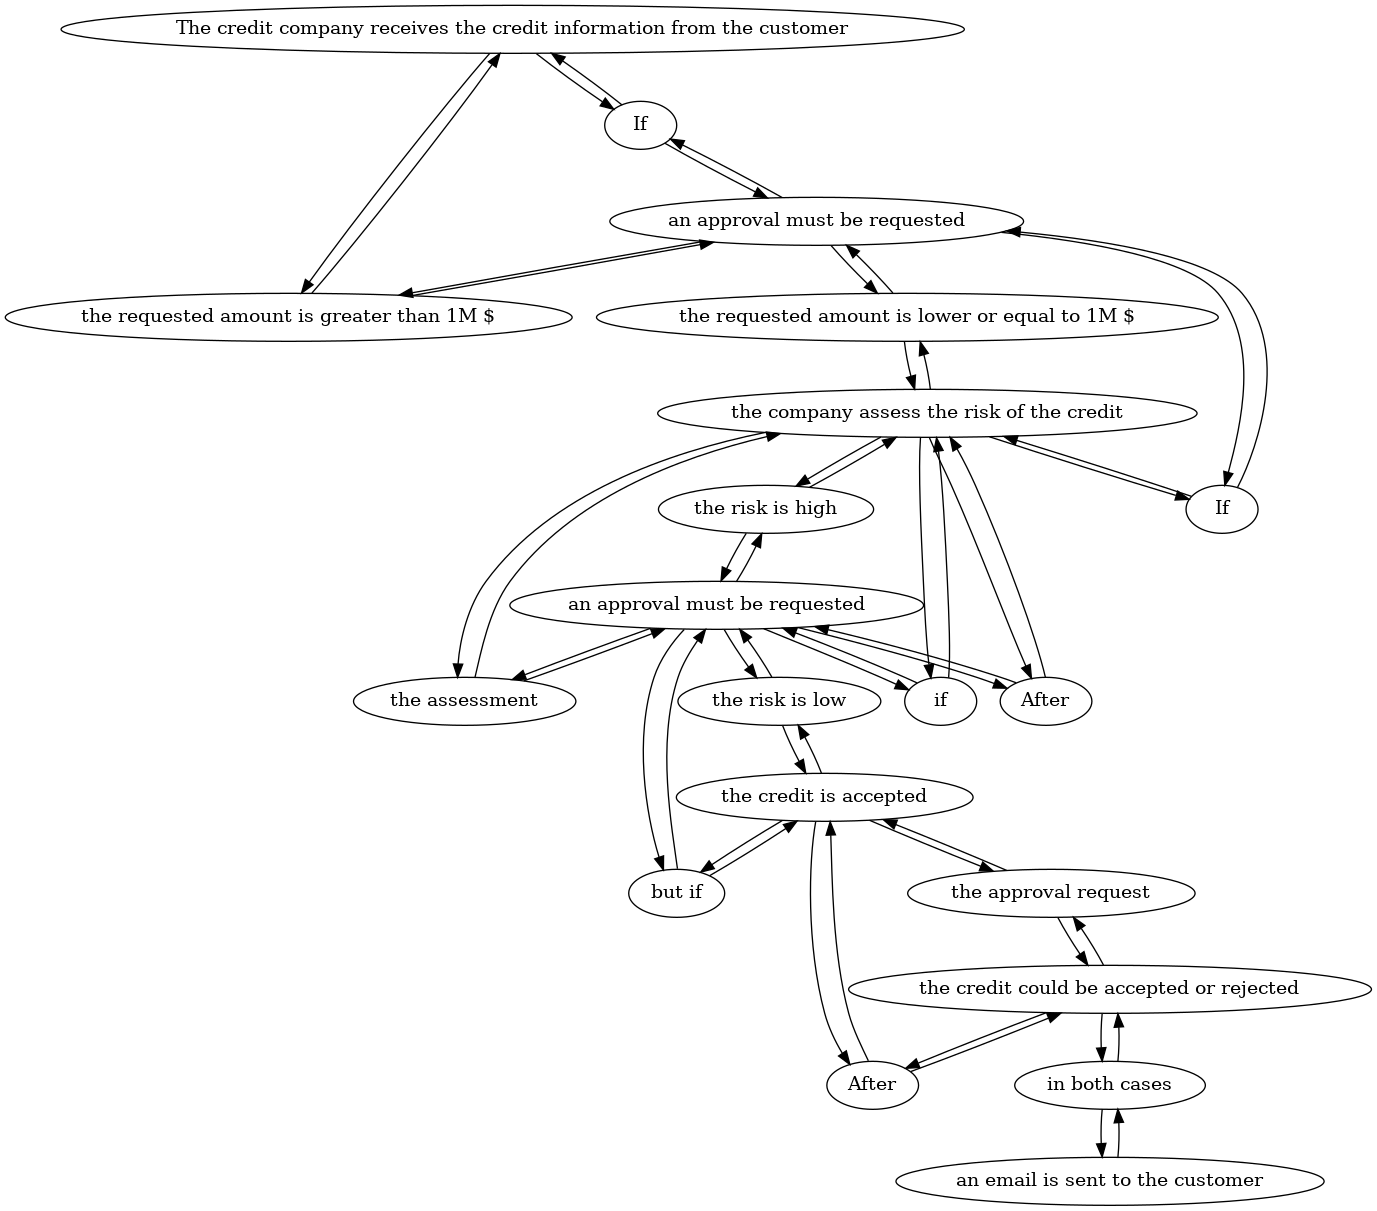 The credit company receives the credit information from the customer
If
an approval must be requested
the requested amount is greater than 1M $
the requested amount is lower or equal to 1M $
the company assess the risk of the credit
the risk is high
If
an approval must be requested
the assessment
the risk is low
if
After
the credit is accepted
but if
the approval request
the credit could be accepted or rejected
After
in both cases
an email is sent to the customer